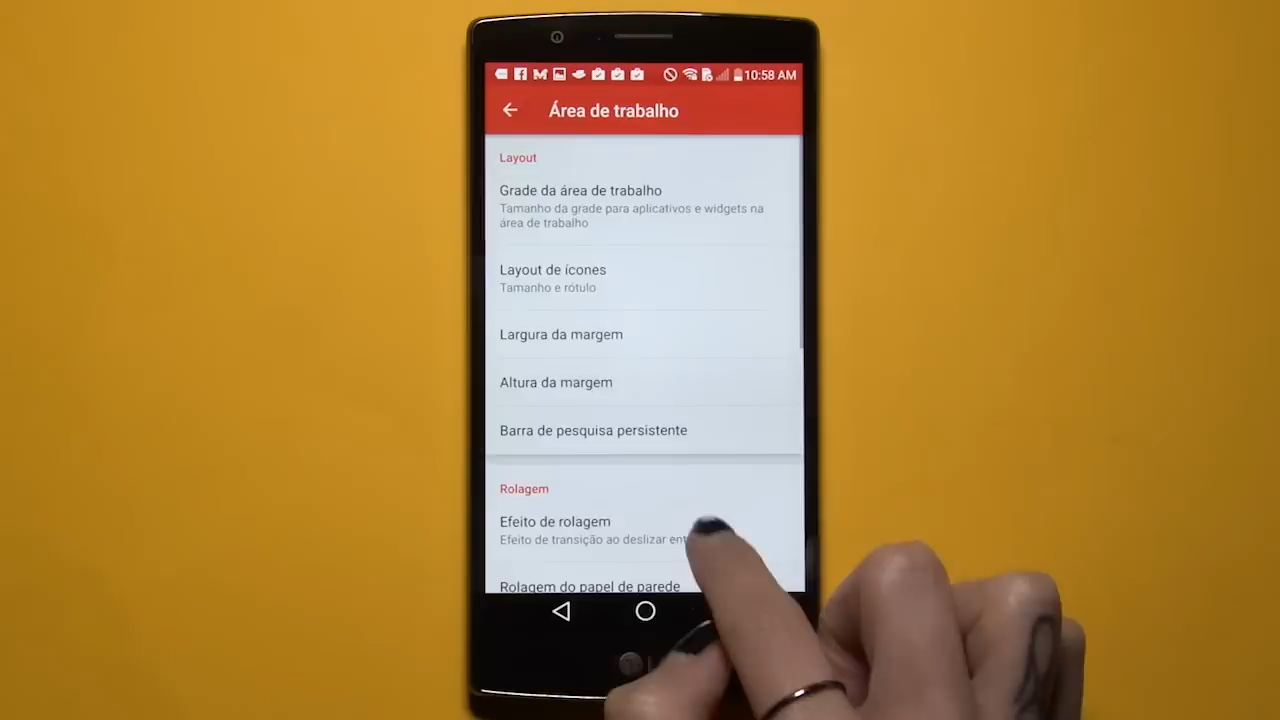 10:58 AM
Área de trabalho
Layout
Grade da área de trabalho
Tamanho da grade para aplicativos e widgets na
área de trabalho
Layout de ícones
Tamanho e rótulo
Largura da margem
Altura da margem
Barra de pesquisa persistente
Rolagem
Efeito de rolagem
Efeito de transição ao deslizar
Rolagem do papel de parede